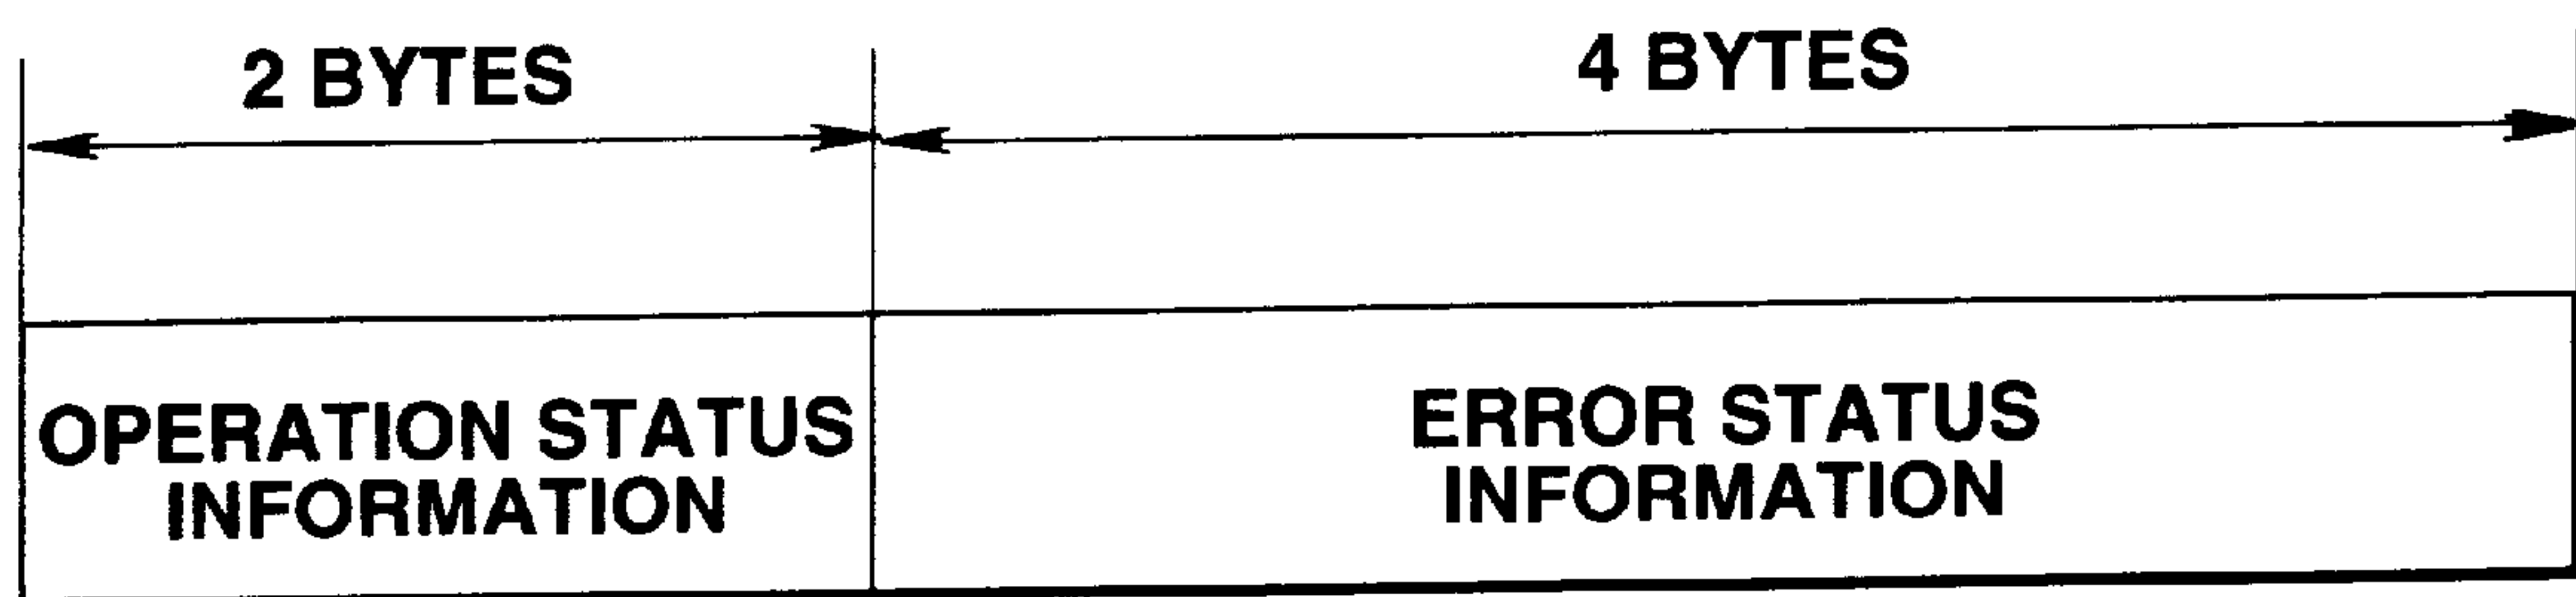 2 BYTES
4 BYTES
OPERATION STATUS
INFORMATION
ERROR STATUS
INFORMATION